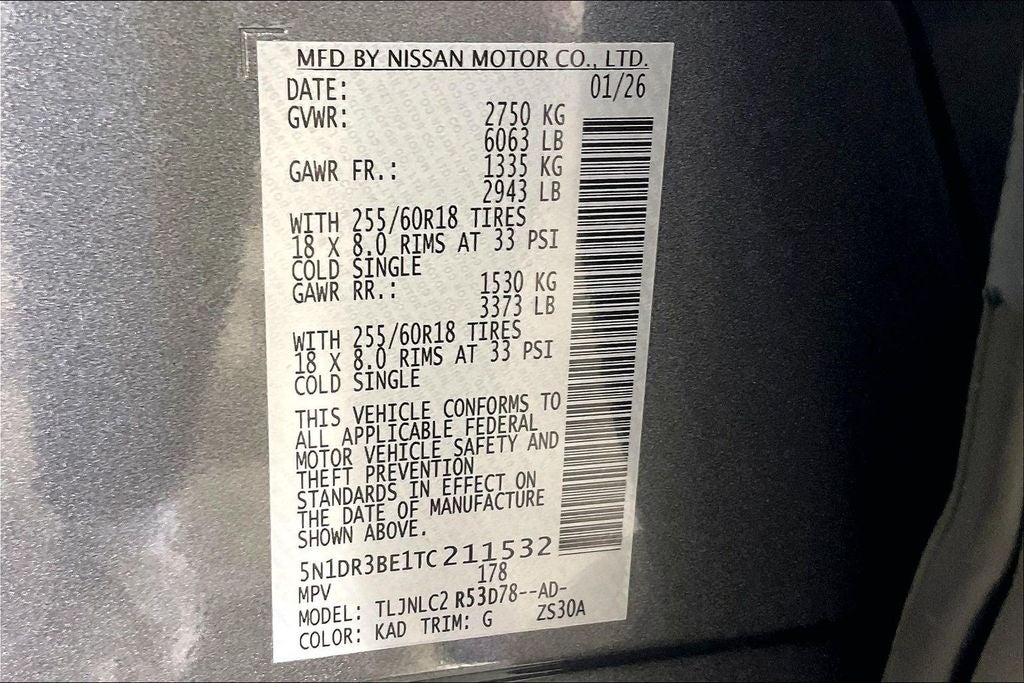 MFD BY NISSAN MOTOR CO., LTD.
DATE: 01/26
GVWR: 2750 KG
6063 LB
GAWR FR.: 1335 KG
2943 LB
WITH 255/60R18 TIRES
18 X 8.0 RIMS AT 33 PSI
COLD SINGLE
GAWR RR.: 1530 KG
3373 LB
WITH 255/60R18 TIRES
18 X 8.0 RIMS AT 33 PSI
COLD SINGLE
THIS VEHICLE CONFORMS TO
ALL APPLICABLE FEDERAL
MOTOR VEHICLE SAFETY AND
THEFT PREVENTION
STANDARDS IN EFFECT ON
THE DATE OF MANUFACTURE
SHOWN ABOVE.
5N1DR3BE1TC211532
MPV 178
MODEL: TLJNLC2 R53D78--AD-
COLOR: KAD TRIM: G ZS30A